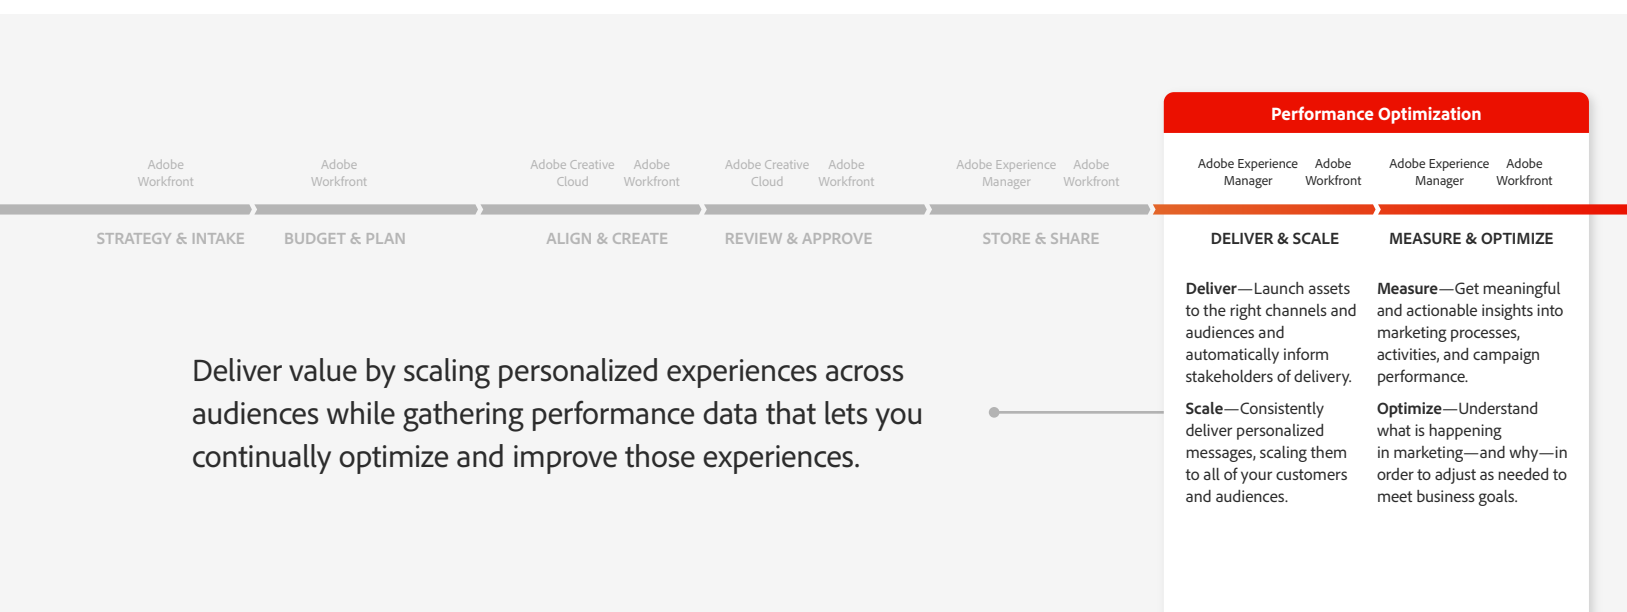 Performance Optimization
Adobe
Workfront
Adobe
Workfront
Adobe Creative
Cloud
Adobe
Workfront
Adobe Creative
Cloud
Adobe
Workfront
Adobe Experience
Manager
Adobe
Workfront
Adobe Experience
Manager
Adobe
Workfront
Adobe Experience
Manager
Adobe
Workfront
STRATEGY & INTAKE
BUDGET & PLAN
ALIGN & CREATE
REVIEW & APPROVE
STORE & SHARE
DELIVER & SCALE
MEASURE & OPTIMIZE
Deliver value by scaling personalized experiences across
audiences while gathering performance data that lets you
continually optimize and improve those experiences.
Deliver—Launch assets
to the right channels and
audiences and
automatically inform
stakeholders of delivery.
Scale—Consistently
deliver personalized
messages, scaling them
to all of your customers
and audiences.
Measure—Get meaningful
and actionable insights into
marketing processes,
activities, and campaign
performance.
Optimize—Understand
what is happening
in marketing—and why—in
order to adjust as needed to
meet business goals.